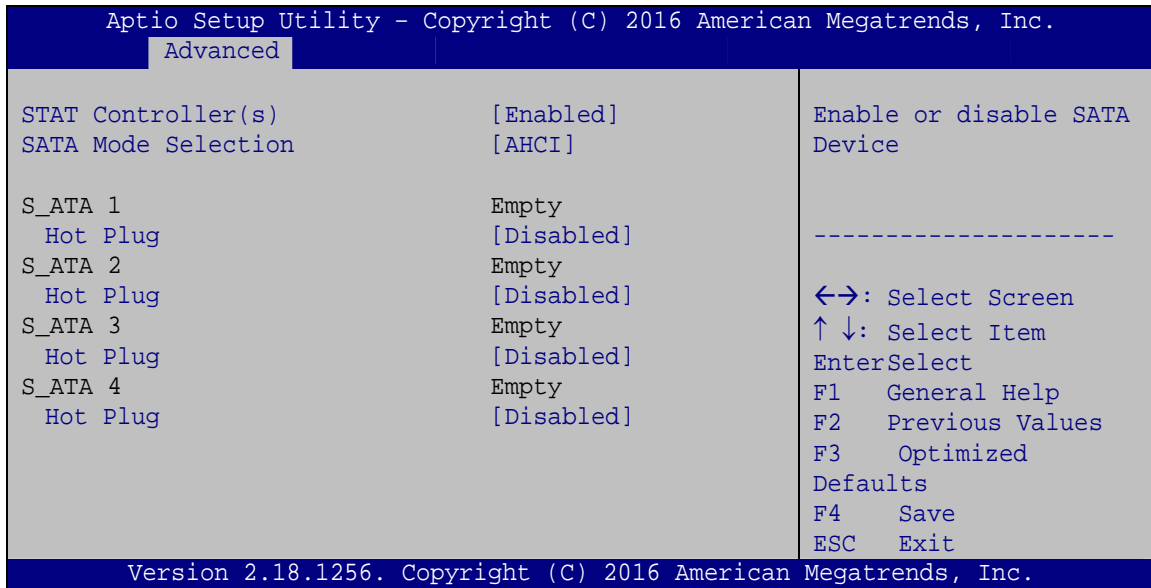 Aptio Setup Utility – Copyright (C) 2016 American Megatrends, Inc.
Advanced
STAT Controller(s) [Enabled]
SATA Mode Selection [AHCI]
S_ATA 1 Empty
Hot Plug [Disabled]
S_ATA 2 Empty
Hot Plug [Disabled]
S_ATA 3 Empty
Hot Plug [Disabled]
S_ATA 4 Empty
Hot Plug [Disabled]
Enable or disable SATA
Device
---------------------
←→: Select Screen
↑ ↓: Select Item
EnterSelect
F1 General Help
F2 Previous Values
F3 Optimized
Defaults
F4 Save
ESC Exit
Version 2.18.1256. Copyright (C) 2016 American Megatrends, Inc.